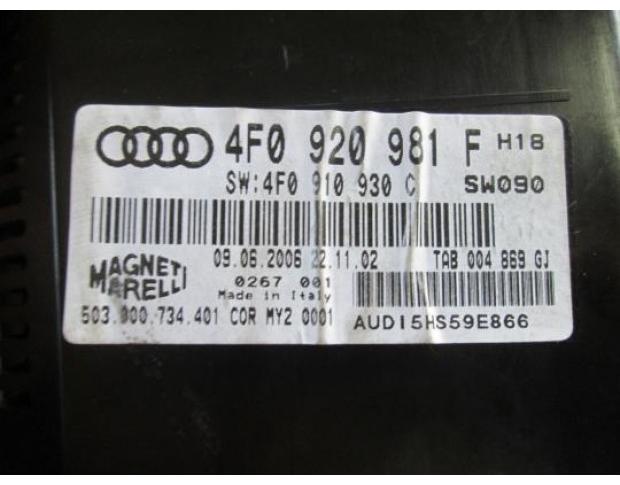 4F0 920 981 F H18
SW:4F0 910 930 C SW090
09.06.2006 22.11.02 TAB 004 869 GJ
MAGNETI MARELLI
0267 001
Made in Italy
503.000.734.401 COR MY2 0001 AUDI5HS59E866